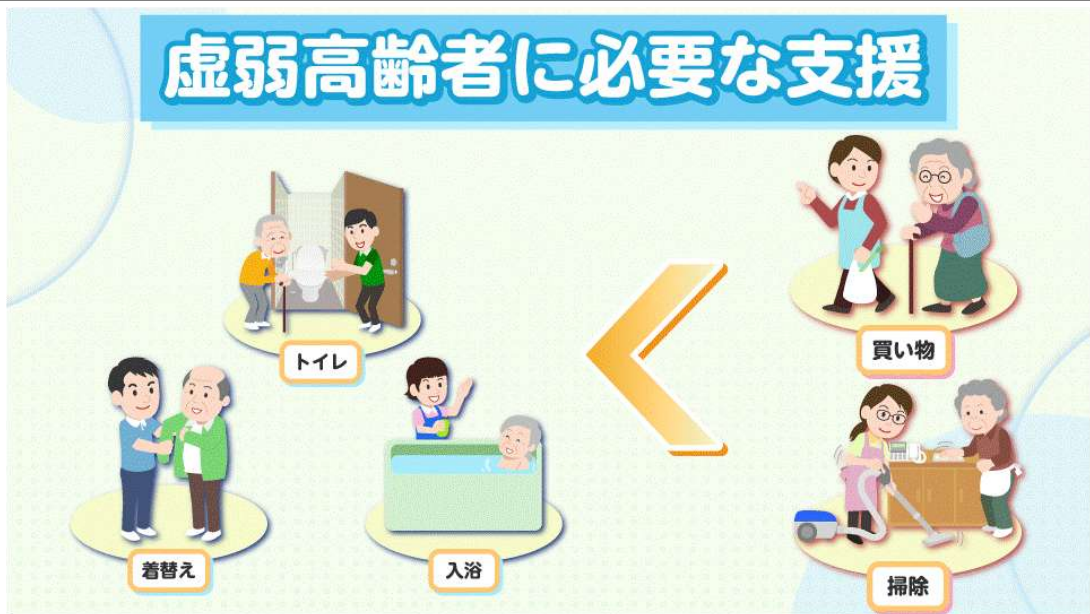 虚弱高齢者に必要な支援
トイレ
着替え
入浴
買い物
掃除